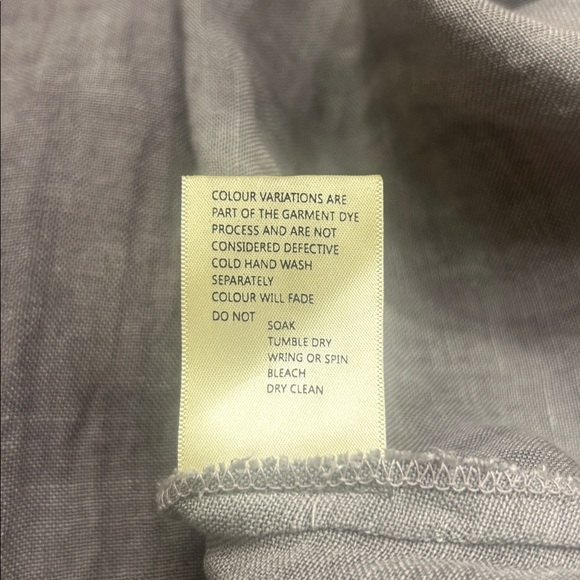 COLOUR VARIATIONS ARE
PART OF THE GARMENT DYE
PROCESS AND ARE NOT
CONSIDERED DEFECTIVE
COLD HAND WASH
SEPARATELY
COLOUR WILL FADE
DO NOT
SOAK
TUMBLE DRY
WRING OR SPIN
BLEACH
DRY CLEAN